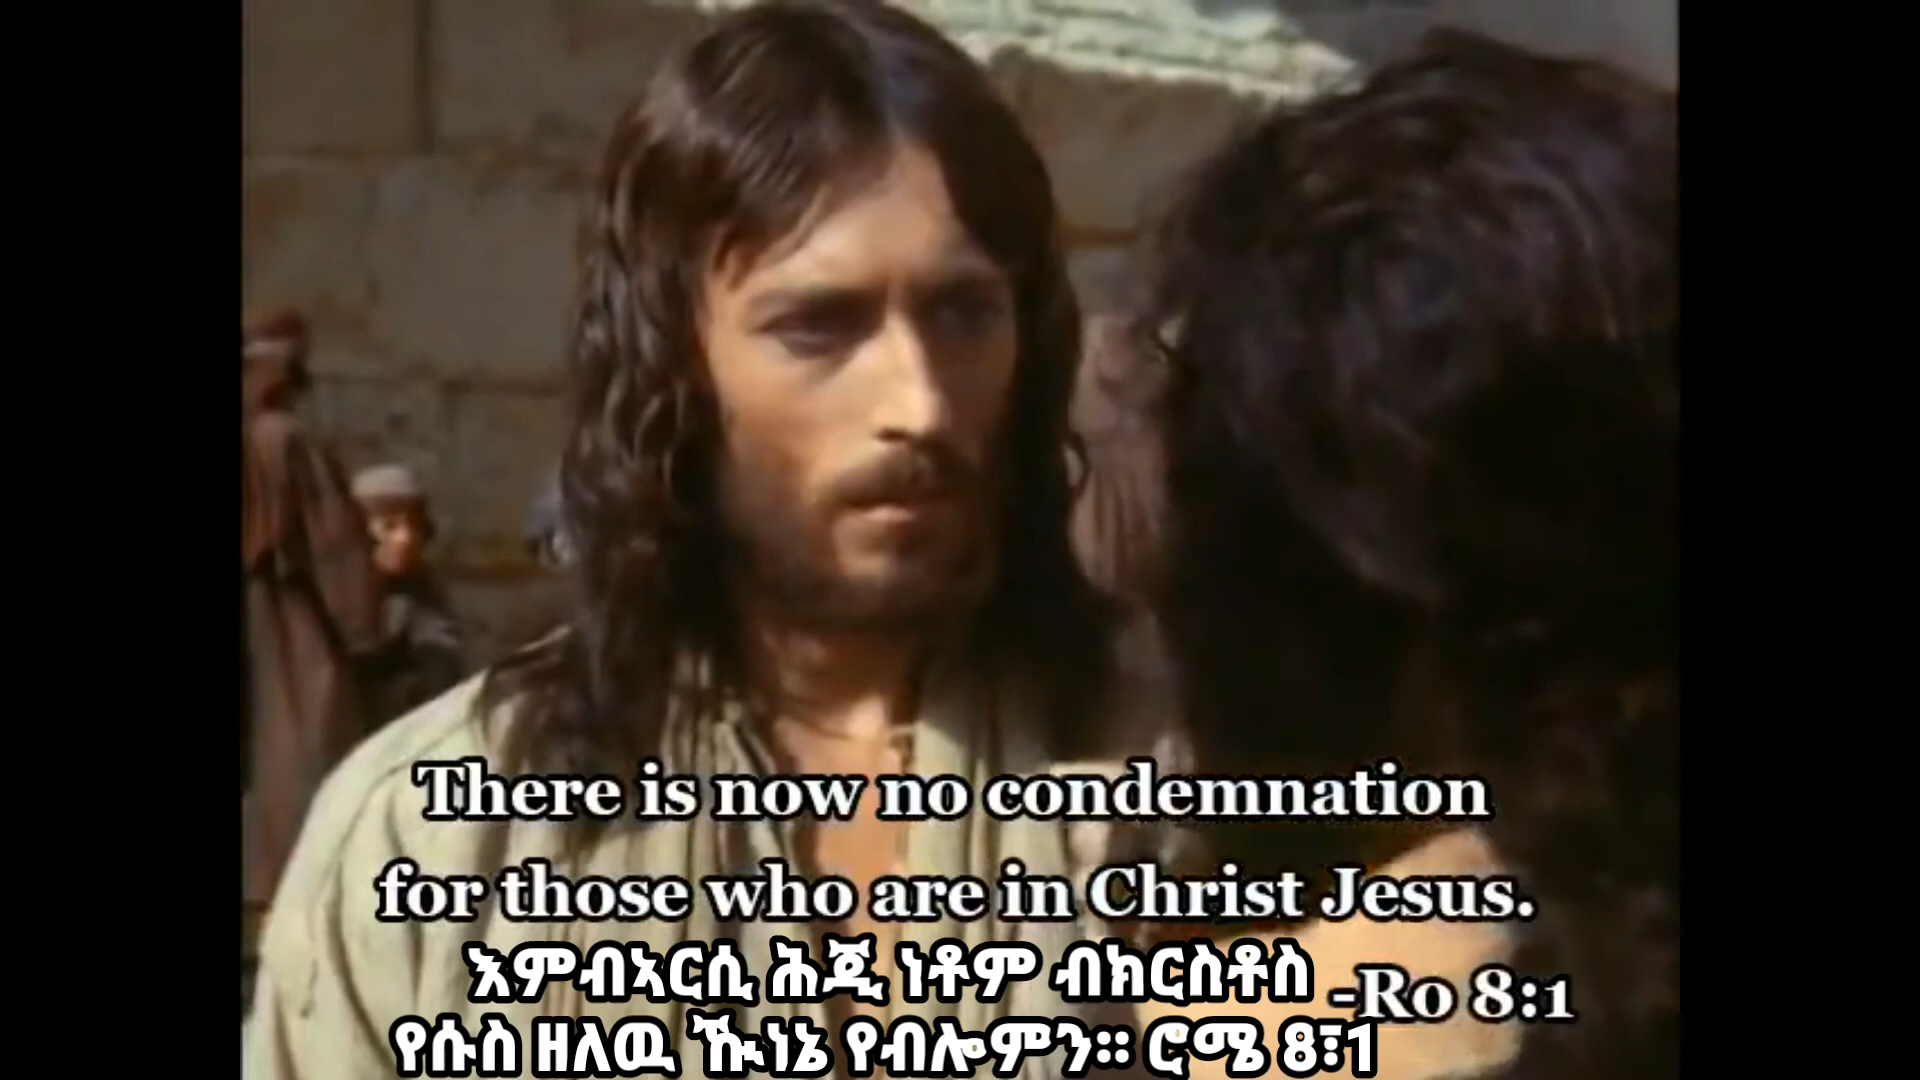 There is now no condemnation
for those who are in Christ Jesus.
-Ro 8:1
እምብኣርሲ ሕጂ ነቶም ብክርስቶስ
የሱስ ዘለዉ ዂነኔ የብሎምን። ሮሜ 8፣1